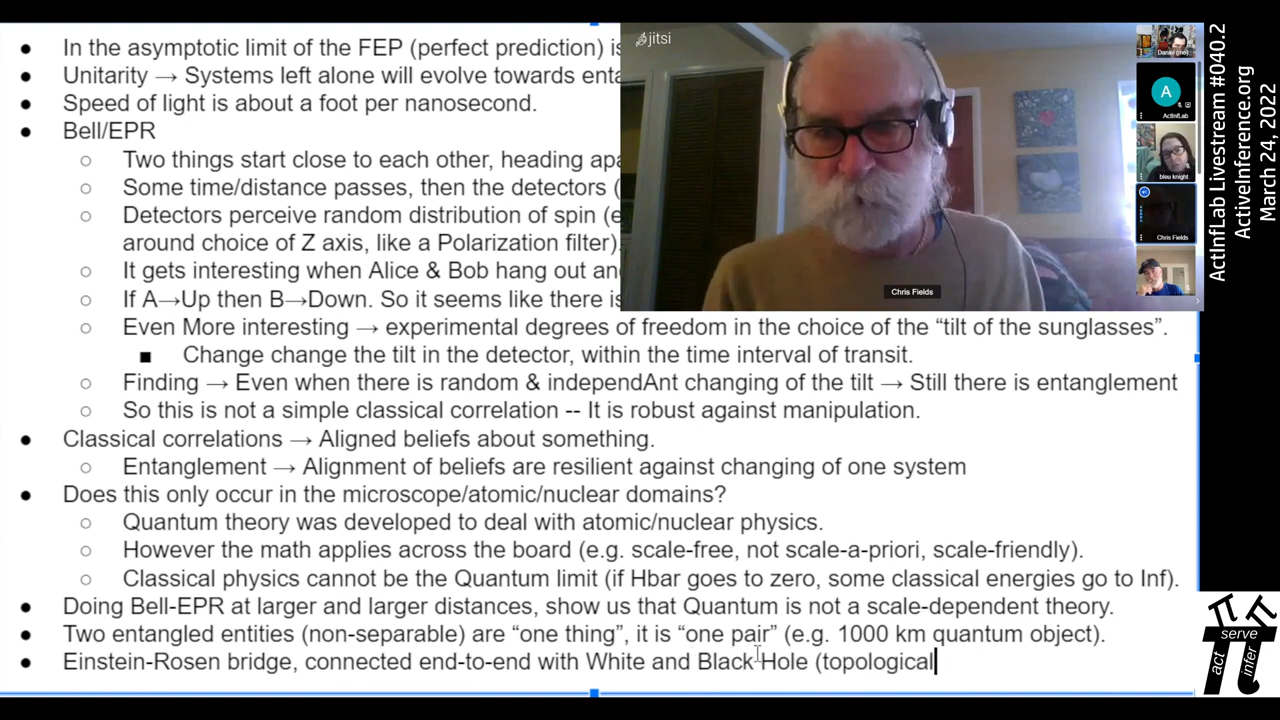 In the asymptotic limit of the FEP (perfect prediction) is
Unitarity → Systems left alone will evolve towards enta
Speed of light is about a foot per nanosecond.
Bell/EPR
Two things start close to each other, heading apa
Some time/distance passes, then the detectors (
Detectors perceive random distribution of spin (e
around choice of Z axis, like a Polarization filter).
It gets interesting when Alice & Bob hang out an
If A→Up then B→Down. So it seems like there is
Even More interesting → experimental degrees of freedom in the choice of the “tilt of the sunglasses”.
Change change the tilt in the detector, within the time interval of transit.
Finding → Even when there is random & independAnt changing of the tilt → Still there is entanglement
So this is not a simple classical correlation -- It is robust against manipulation.
Classical correlations → Aligned beliefs about something.
Entanglement → Alignment of beliefs are resilient against changing of one system
Does this only occur in the microscope/atomic/nuclear domains?
Quantum theory was developed to deal with atomic/nuclear physics.
However the math applies across the board (e.g. scale-free, not scale-a-priori, scale-friendly).
Classical physics cannot be the Quantum limit (if Hbar goes to zero, some classical energies go to Inf).
Doing Bell-EPR at larger and larger distances, show us that Quantum is not a scale-dependent theory.
Two entangled entities (non-separable) are “one thing”, it is “one pair” (e.g. 1000 km quantum object).
Einstein-Rosen bridge, connected end-to-end with White and Black Hole (topological
jitsi
Chris Fields
Daniel (me)
A
ActInfLab
bleu knight
Chris Fields
ActInfLab Livestream #040.2
ActiveInference.org
March 24, 2022
serve
act
infer